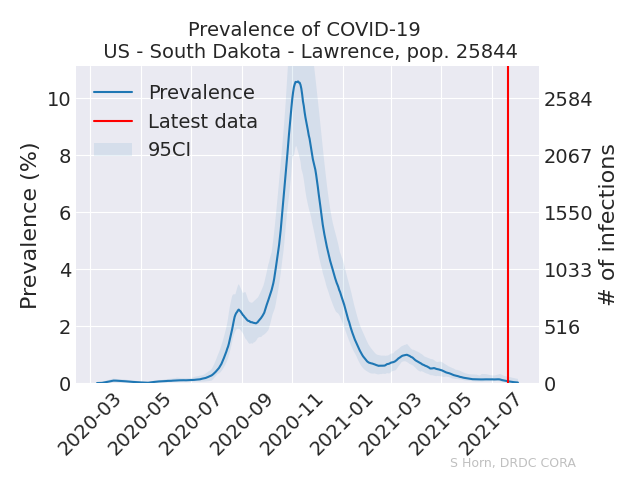 Prevalence of COVID-19
US - South Dakota - Lawrence, pop. 25844
Prevalence
Latest data
95CI
Prevalence (%)
10
8
6
4
2
0
2584
2067
1550
1033
516
0
# of infections
2020-03
2020-05
2020-07
2020-09
2020-11
2021-01
2021-03
2021-05
2021-07
S Horn, DRDC CORA